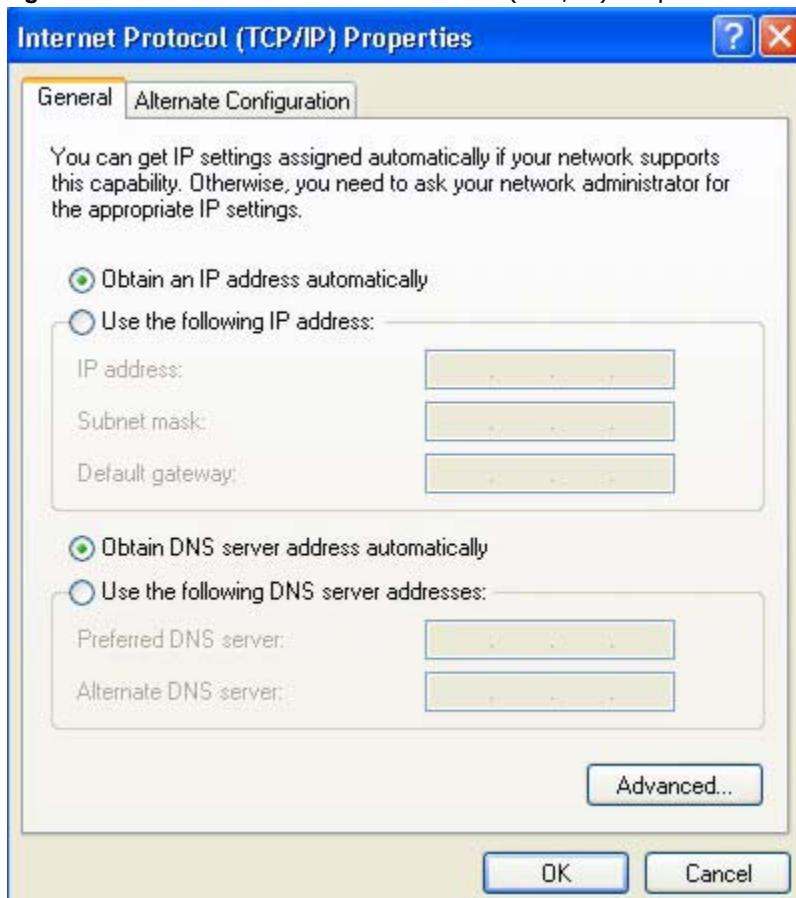 Internet Protocol (TCP/IP) Properties
General
Alternate Configuration
You can get IP settings assigned automatically if your network supports
this capability. Otherwise, you need to ask your network administrator for
the appropriate IP settings.
Obtain an IP address automatically
Use the following IP address:
IP address:
Subnet mask:
Default gateway:
Obtain DNS server address automatically
Use the following DNS server addresses:
Preferred DNS server:
Alternate DNS server:
Advanced...
OK
Cancel